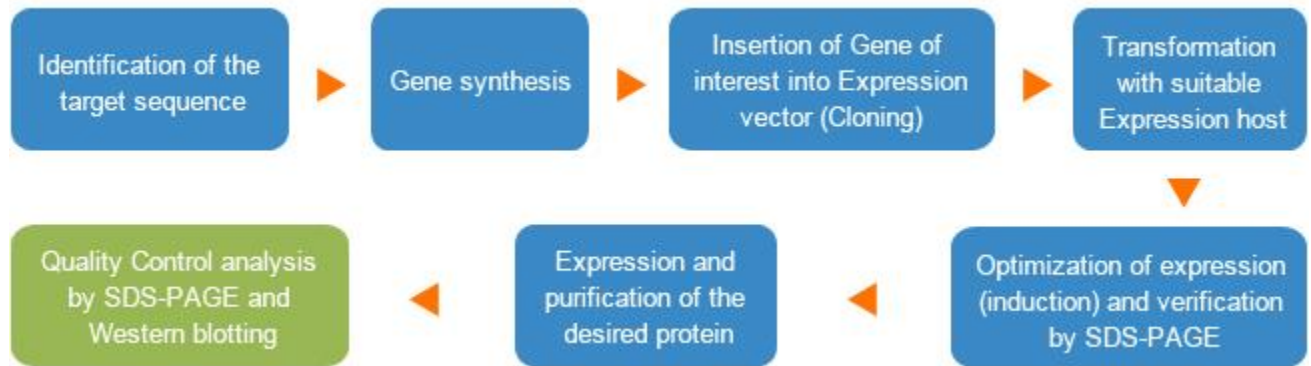 Identification of the
target sequence
Gene synthesis
Insertion of Gene of
interest into Expression
vector (Cloning)
Transformation
with suitable
Expression host
Optimization of expression
(induction) and verification
by SDS-PAGE
Expression and
purification of the
desired protein
Quality Control analysis
by SDS-PAGE and
Western blotting